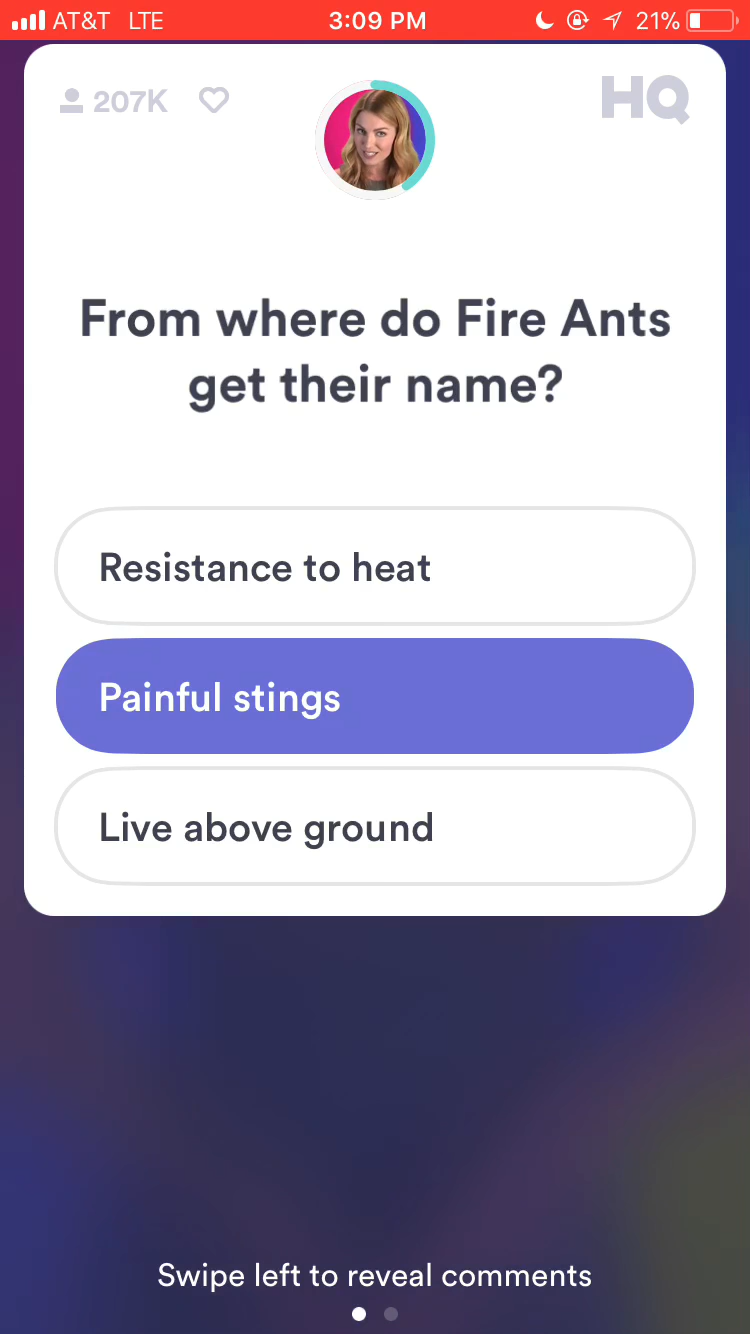 AT&T LTE 3:09 PM 21%
207K HQ
From where do Fire Ants
get their name?
Resistance to heat
Painful stings
Live above ground
Swipe left to reveal comments